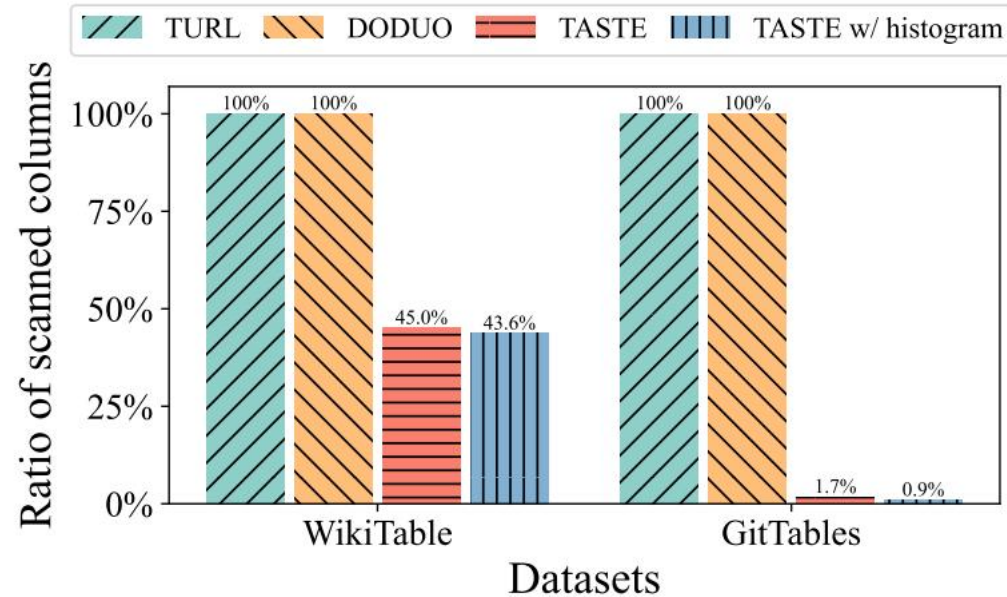 TURL DODUO TASTE TASTE w/ histogram
Ratio of scanned columns
100%
75%
50%
25%
0%
100% 100% 45.0% 43.6%
100% 100% 1.7% 0.9%
WikiTable GitTables
Datasets